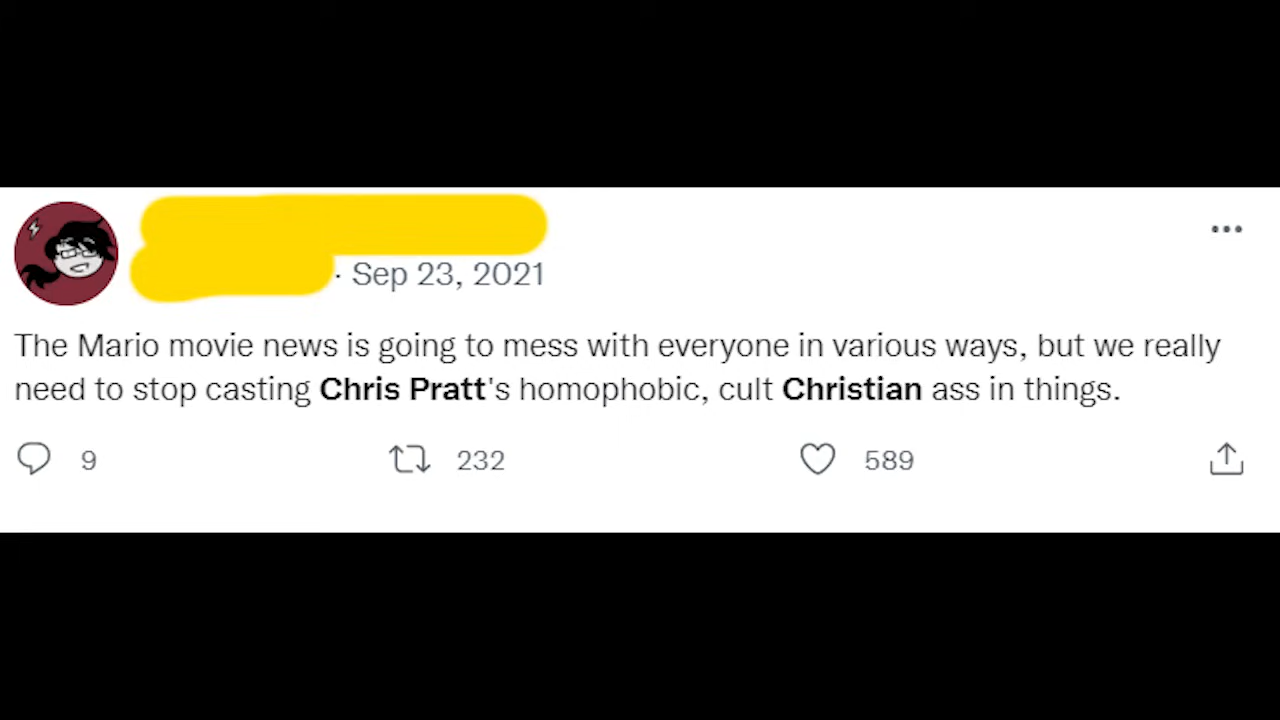 · Sep 23, 2021
The Mario movie news is going to mess with everyone in various ways, but we really
need to stop casting Chris Pratt's homophobic, cult Christian ass in things.
9 232 589